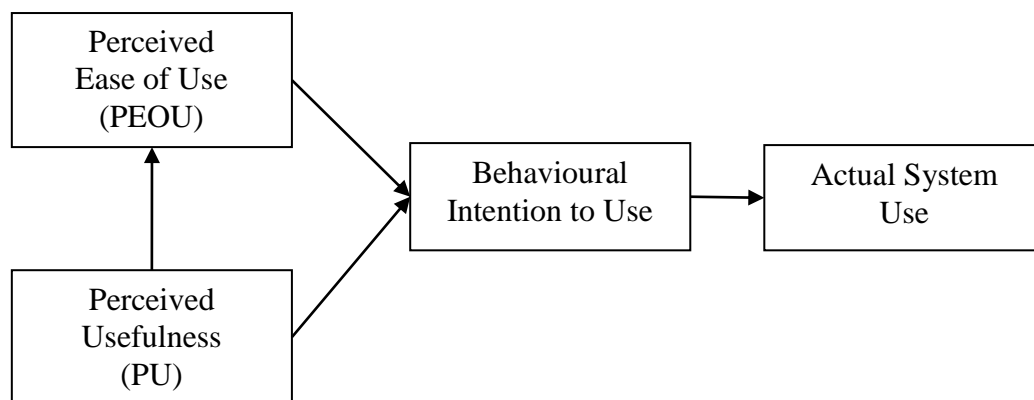 Perceived
Ease of Use
(PEOU)
Behavioural
Intention to Use
Actual System
Use
Perceived
Usefulness
(PU)